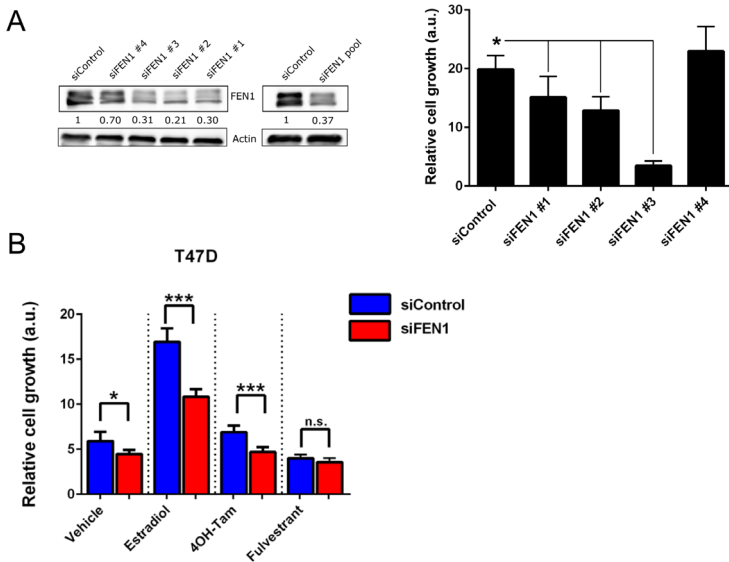 A
siControl siFEN1 #4 siFEN1 #3 siFEN1 #2 siFEN1 #1
FEN1
1 0.70 0.31 0.21 0.30
Actin
siControl siFEN1 pool
1 0.37
Relative cell growth (a.u.)
30
20
10
0
*
siControl siFEN1 #1 siFEN1 #2 siFEN1 #3 siFEN1 #4
B
T47D
siControl
siFEN1
Relative cell growth (a.u.)
20
15
10
5
0
* *** *** n.s.
Vehicle Estradiol 4OH-Tam Fulvestrant